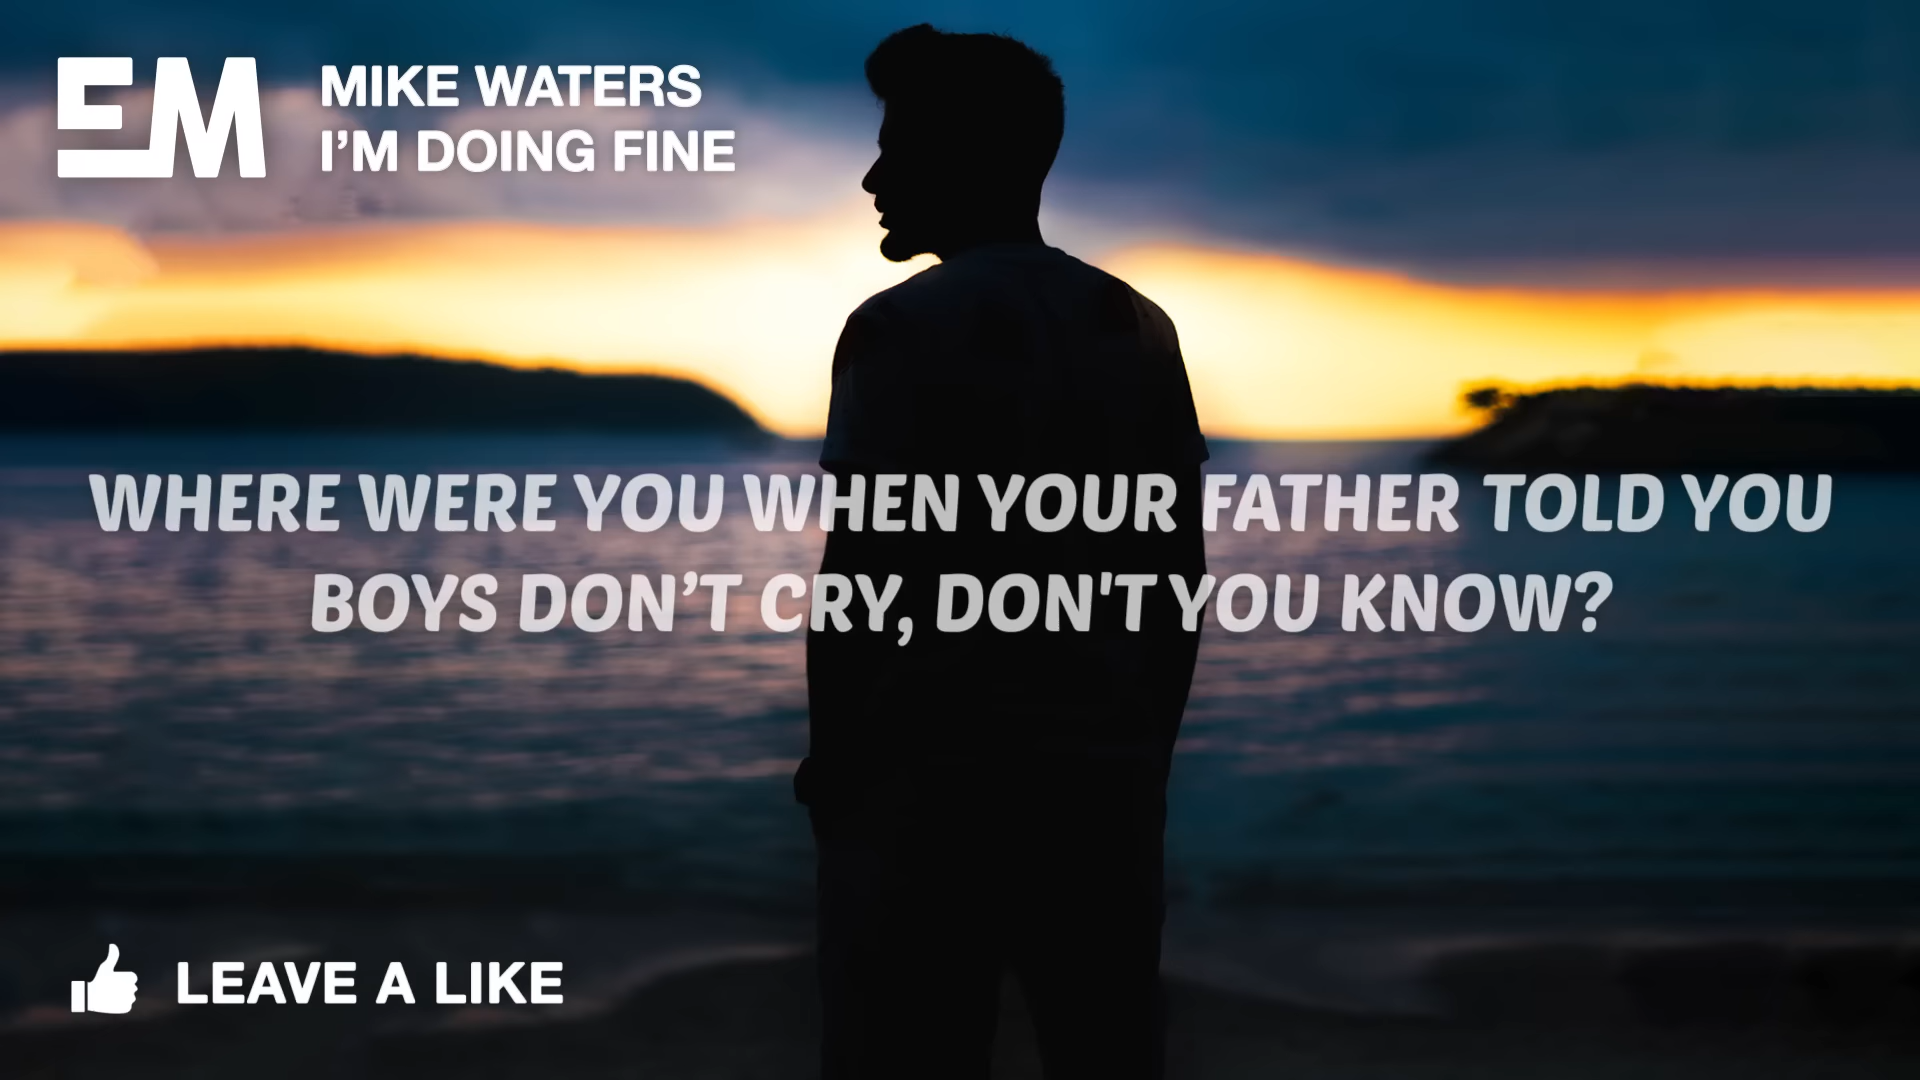 EM
MIKE WATERS
I’M DOING FINE
WHERE WERE YOU WHEN YOUR FATHER TOLD YOU
BOYS DON’T CRY, DON'T YOU KNOW?
LEAVE A LIKE